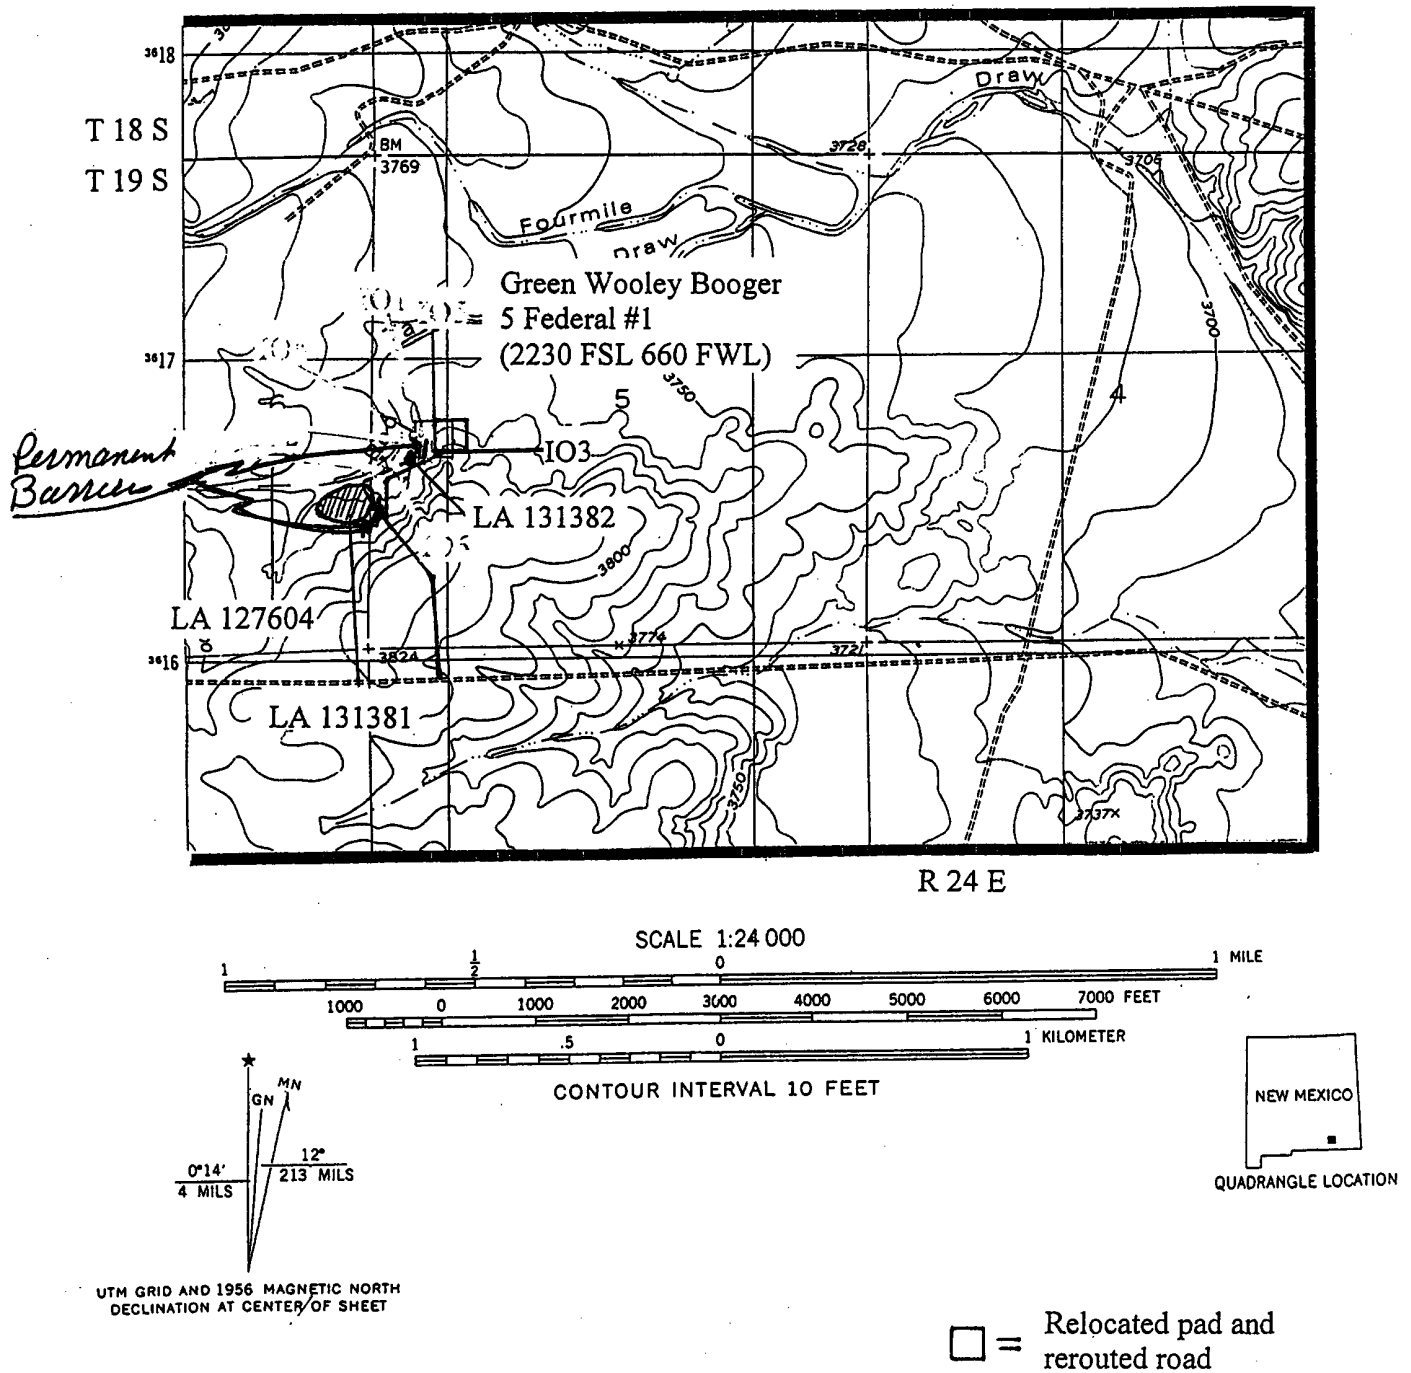 3618
Draw
T 18 S
BM
3728
3706
T 19 S
3769
Fourmile
Draw
Green Wooley Booger
= 5 Federal #1
(2230 FSL 660 FWL)
3700
3617
3750
5
4
Permanent
Barriers
IO3
LA 131382
3800
LA 127604
3774
3616
3824
3721
LA 131381
3750
3737
R 24 E
SCALE 1:24 000
1 1/2 0 1 MILE
1000 0 1000 2000 3000 4000 5000 6000 7000 FEET
1 .5 0 1 KILOMETER
CONTOUR INTERVAL 10 FEET
MN
GN
0°14'
4 MILS
12°
213 MILS
UTM GRID AND 1956 MAGNETIC NORTH
DECLINATION AT CENTER OF SHEET
NEW MEXICO
QUADRANGLE LOCATION
= Relocated pad and
rerouted road